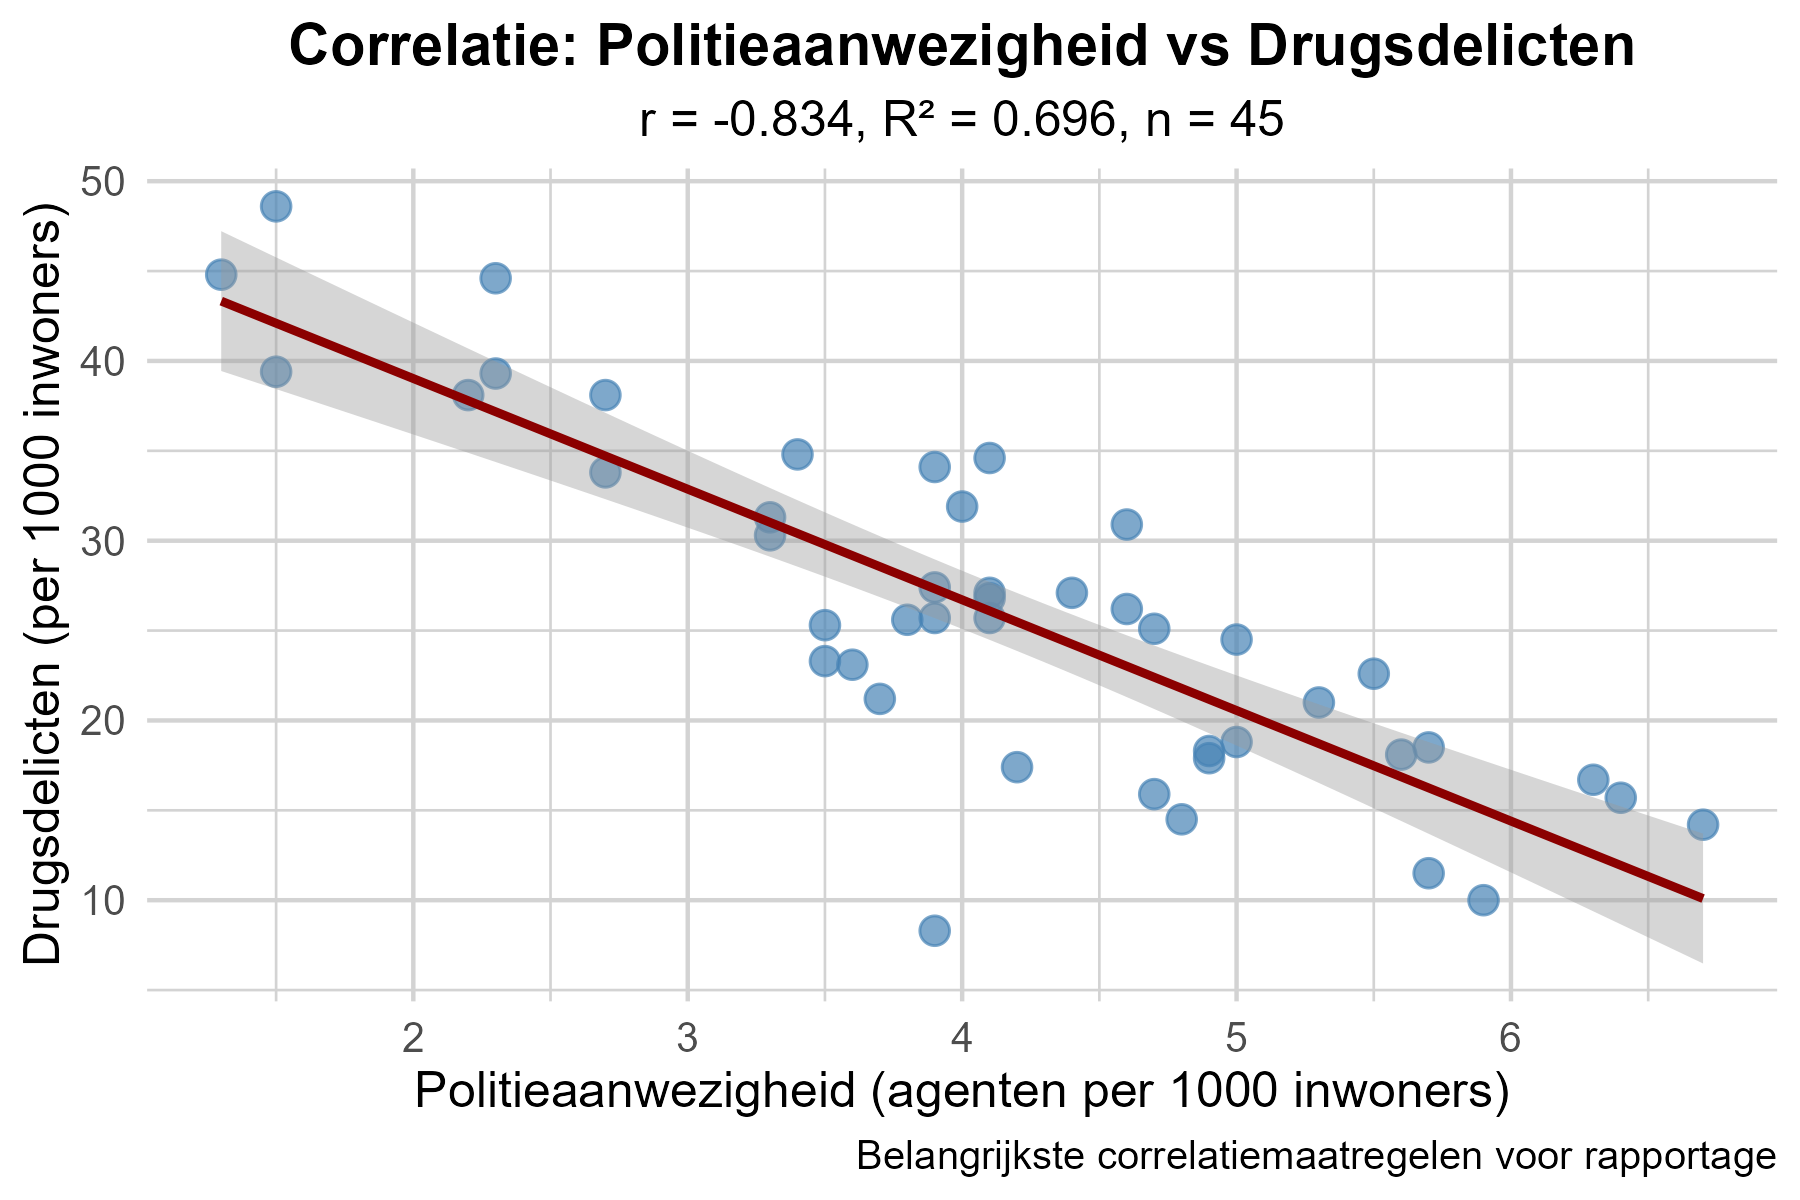 Correlatie: Politieaanwezigheid vs Drugsdelicten
r = -0.834, R² = 0.696, n = 45
Drugsdelicten (per 1000 inwoners)
50
40
30
20
10
2 3 4 5 6
Politieaanwezigheid (agenten per 1000 inwoners)
Belangrijkste correlatiemaatregelen voor rapportage